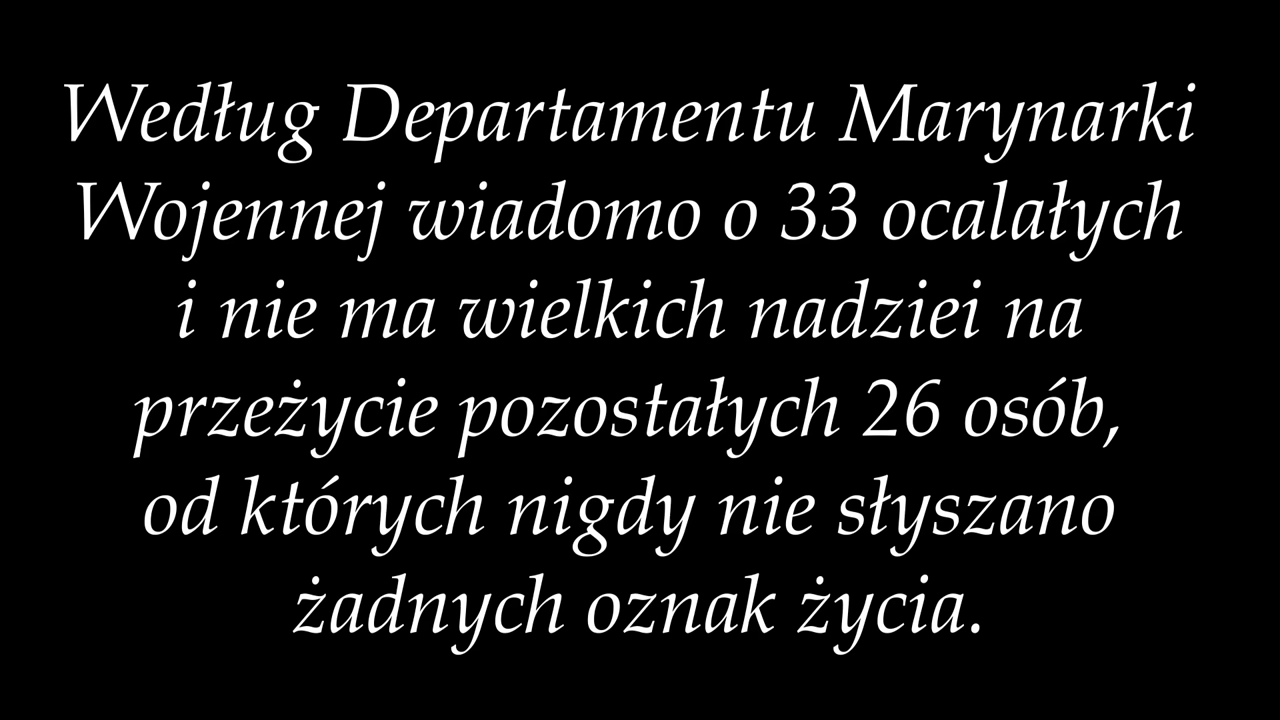 Według Departamentu Marynarki
Wojennej wiadomo o 33 ocalałych
i nie ma wielkich nadziei na
przeżycie pozostałych 26 osób,
od których nigdy nie słyszano
żadnych oznak życia.